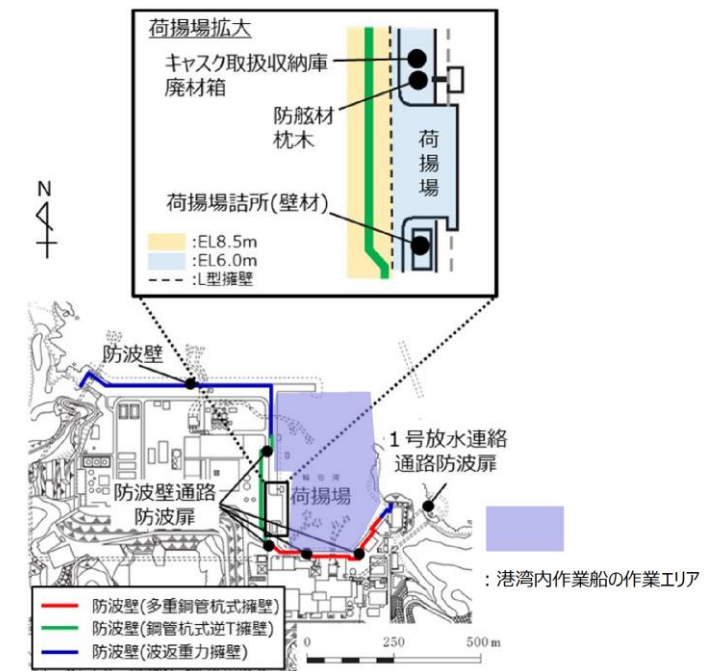 荷揚場拡大
キャスク取扱収納庫
廃材箱
防舷材
枕木
荷揚場
荷揚場詰所(壁材)
:EL8.5m
:EL6.0m
:L型擁壁
N
防波壁
1号放水連絡
通路防波扉
防波壁通路
防波扉
輪谷湾
荷揚場
:港湾内作業船の作業エリア
防波壁(多重鋼管杭式擁壁)
防波壁(鋼管杭式逆T擁壁)
防波壁(波返重力擁壁)
0 250 500m